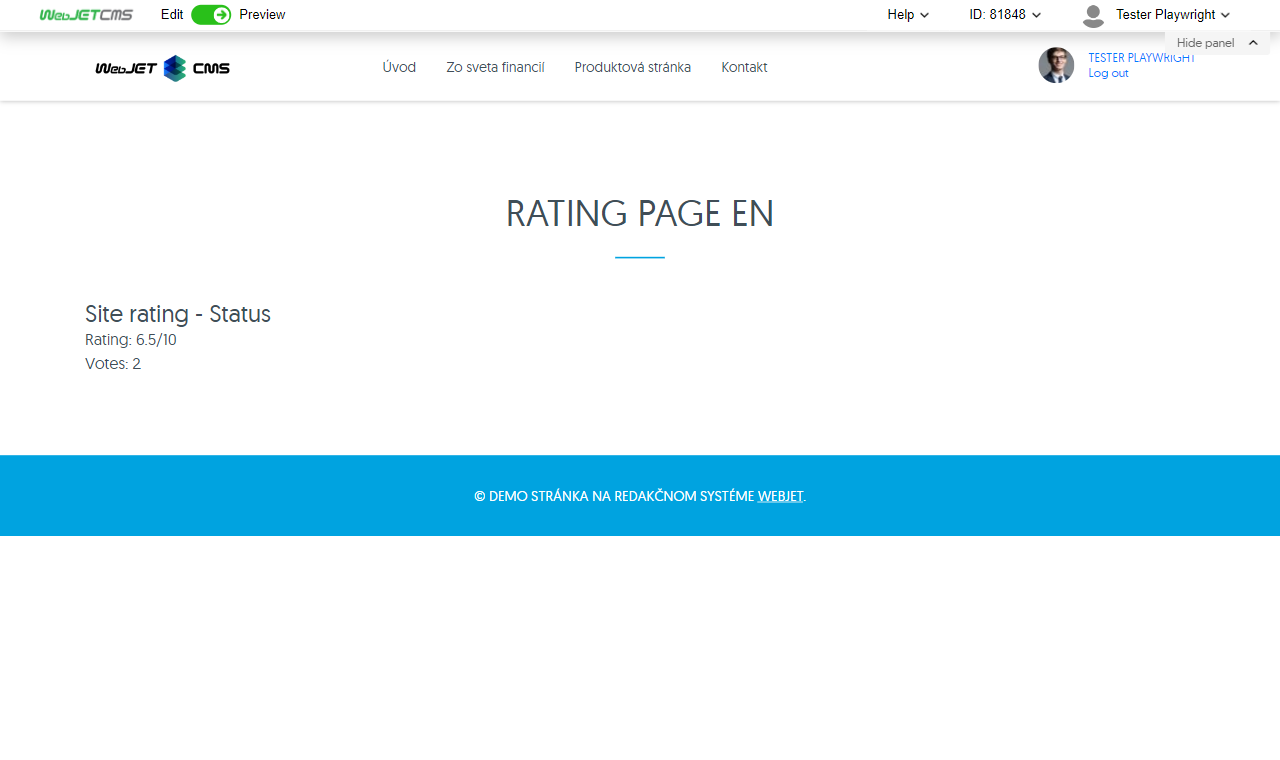 WebJETCMS Edit Preview Help ID: 81848 Tester Playwright
Hide panel
WebJET CMS Úvod Zo sveta financií Produktová stránka Kontakt
TESTER PLAYWRIGHT
Log out
RATING PAGE EN
Site rating - Status
Rating: 6.5/10
Votes: 2
© DEMO STRÁNKA NA REDAKČNOM SYSTÉME WEBJET.